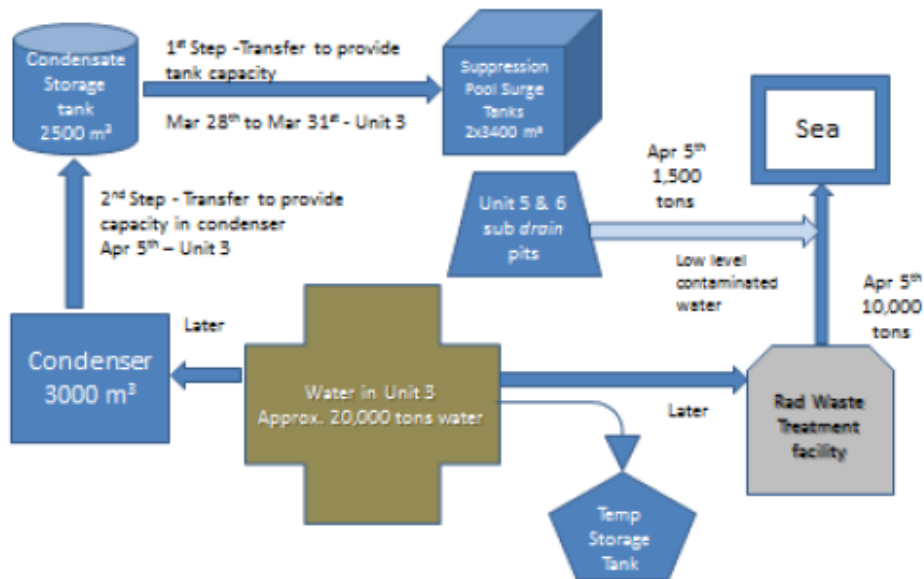 Condensate
Storage
tank
2500 m³
1st Step -Transfer to provide
tank capacity
Mar 28th to Mar 31st - Unit 3
Suppression
Pool Surge
Tanks
2x3400 m³
Sea
2nd Step - Transfer to provide
capacity in condenser
Apr 5th – Unit 3
Unit 5 & 6
sub drain
pits
Apr 5th
1,500
tons
Low level
contaminated
water
Apr 5th
10,000
tons
Condenser
3000 m³
Later
Water in Unit 3
Approx. 20,000 tons water
Later
Rad Waste
Treatment
facility
Temp
Storage
Tank